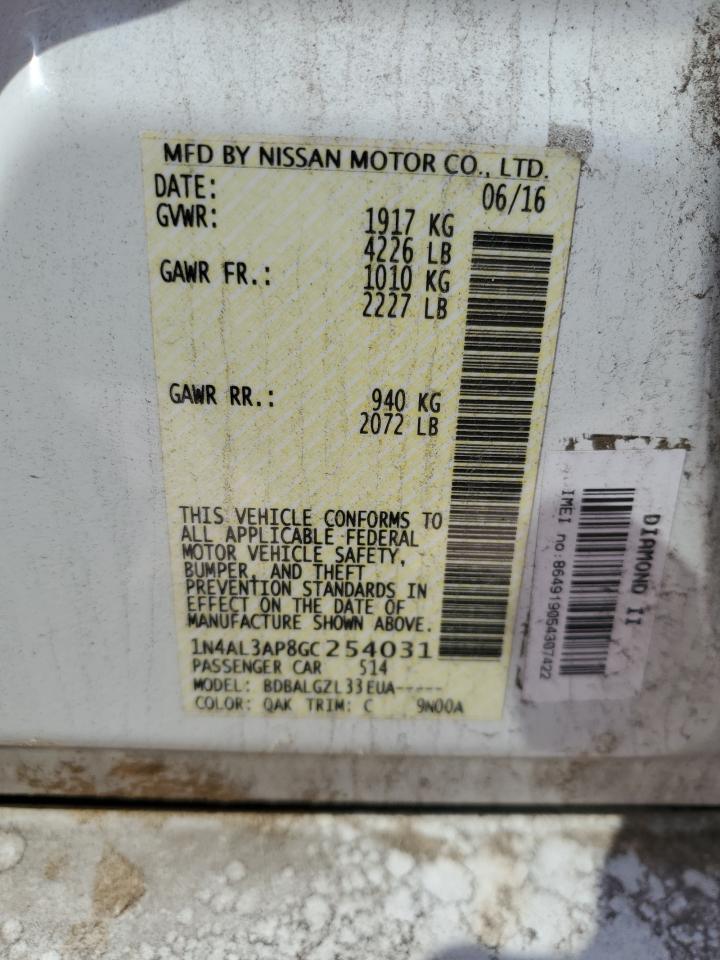 MFD BY NISSAN MOTOR CO., LTD.
DATE: 06/16
GVWR: 1917 KG
4226 LB
GAWR FR.: 1010 KG
2227 LB
GAWR RR.: 940 KG
2072 LB
THIS VEHICLE CONFORMS TO
ALL APPLICABLE FEDERAL
MOTOR VEHICLE SAFETY,
BUMPER, AND THEFT
PREVENTION STANDARDS IN
EFFECT ON THE DATE OF
MANUFACTURE SHOWN ABOVE.
1N4AL3AP8GC254031
PASSENGER CAR 514
MODEL: BDBALGZL33EUA-----
COLOR: QAK TRIM: C 9N00A
DIAMOND II
IMEI no:864919054307422